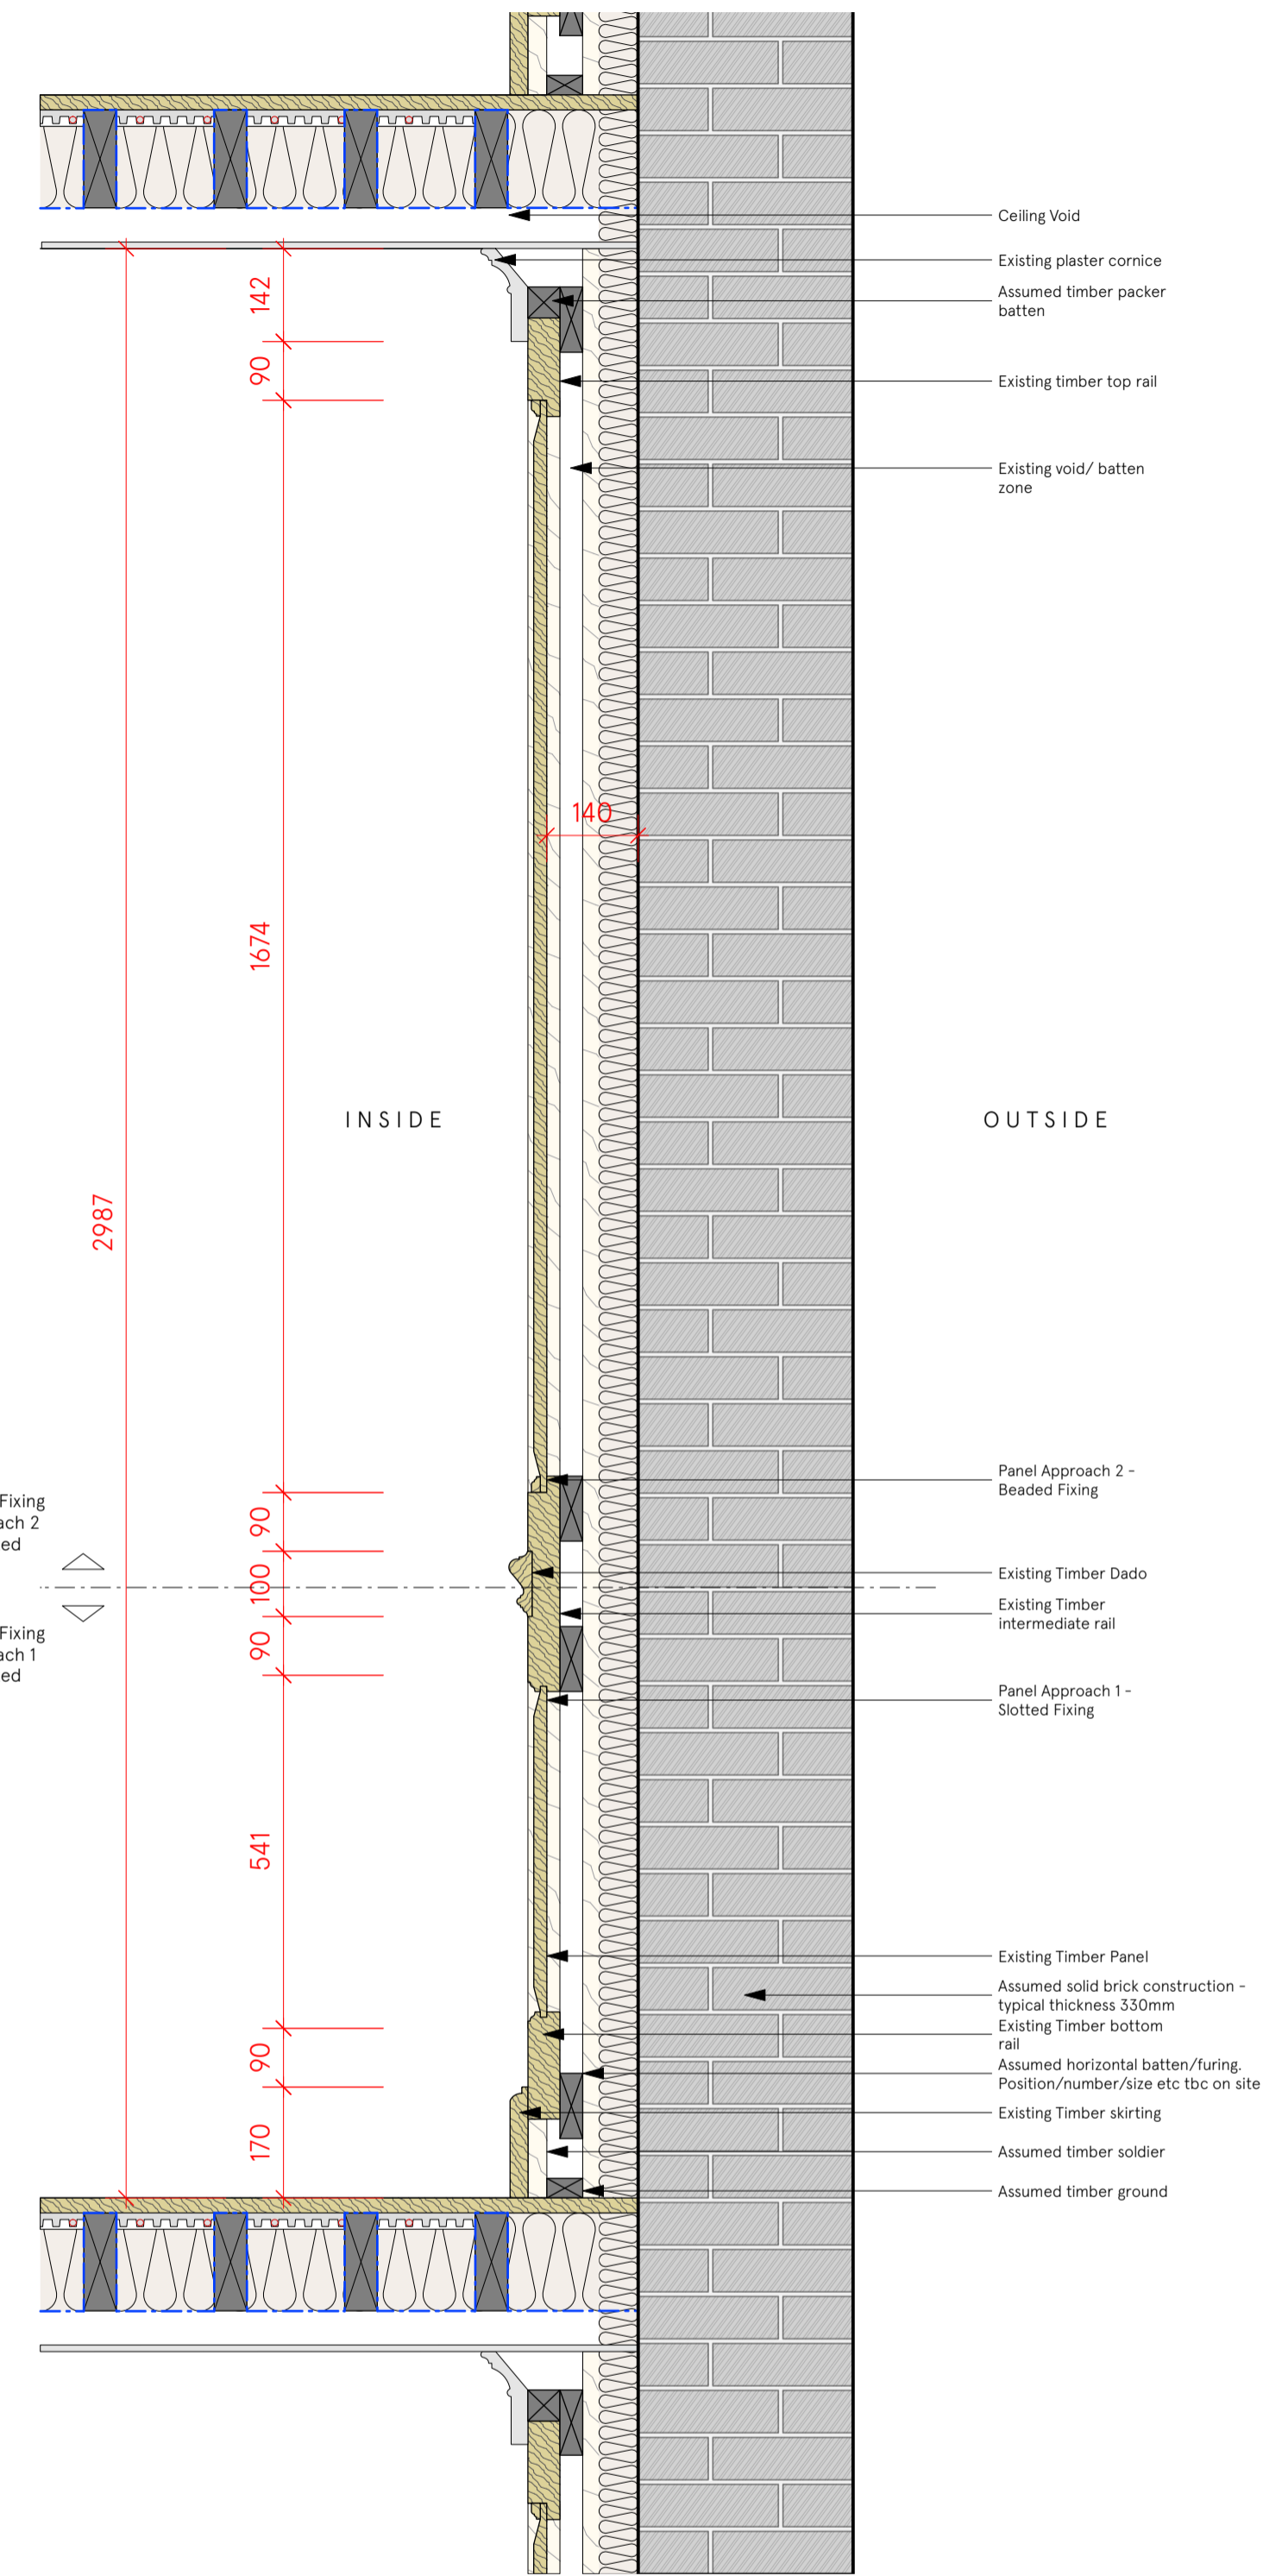 Ceiling Void
Existing plaster cornice
Assumed timber packer
batten
Existing timber top rail
Existing void/ batten
zone
142
90
1674
140
2987
INSIDE
OUTSIDE
Fixing
ach 2
ed
Fixing
ach 1
ed
90
100
90
541
90
170
Panel Approach 2 -
Beaded Fixing
Existing Timber Dado
Existing Timber
intermediate rail
Panel Approach 1 -
Slotted Fixing
Existing Timber Panel
Assumed solid brick construction -
typical thickness 330mm
Existing Timber bottom
rail
Assumed horizontal batten/furing.
Position/number/size etc tbc on site
Existing Timber skirting
Assumed timber soldier
Assumed timber ground